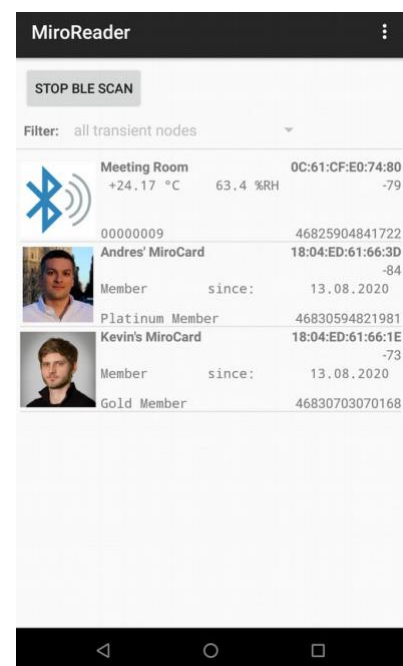 MiroReader
STOP BLE SCAN
Filter: all transient nodes
Meeting Room 0C:61:CF:E0:74:80
+24.17 °C 63.4 %RH -79
00000009 46825904841722
Andres' MiroCard 18:04:ED:61:66:3D
-84
Member since: 13.08.2020
Platinum Member 46830594821981
Kevin's MiroCard 18:04:ED:61:66:1E
-73
Member since: 13.08.2020
Gold Member 46830703070168